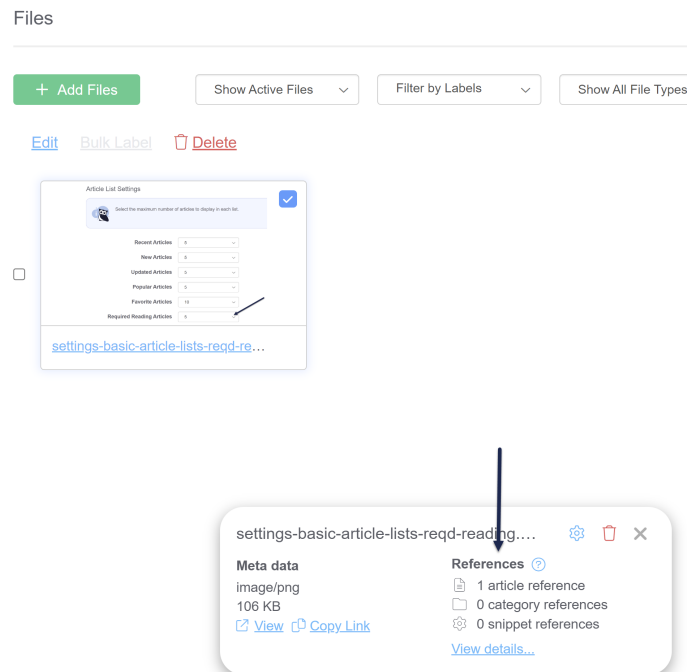 Files
+ Add Files
Show Active Files
Filter by Labels
Show All File Types
Edit Bulk Label Delete
Article List Settings
Select the maximum number of articles to display in each list.
Recent Articles
New Articles
Updated Articles 5
Popular Articles 5
Favorite Articles 10
Required Reading Articles
settings-basic-article-lists-reqd-re...
settings-basic-article-lists-reqd-reading....
Meta data
image/png
106 KB
View Copy Link
References ?
1 article reference
0 category references
0 snippet references
View details...